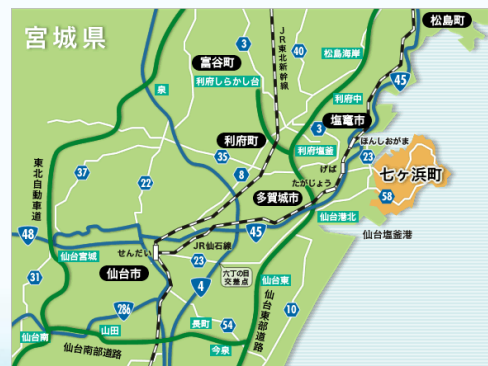 宮城県
松島町
JR東北新幹線
3
40
松島海岸
富谷町
利府しらかし台
45
泉
利府中
塩竈市
3
利府町
利府塩釜
ほんしおがま
35
23
37
8
げば
七ヶ浜町
22
たがじょう
東北自動車道
多賀城市
58
仙台港北
48
45
仙台塩釜港
せんだい
JR仙石線
仙台宮城
23
仙台市
六丁の目
交差点
仙台東
31
4
286
10
仙台東部道路
山田
長町
54
仙台南
仙台南部道路
今泉